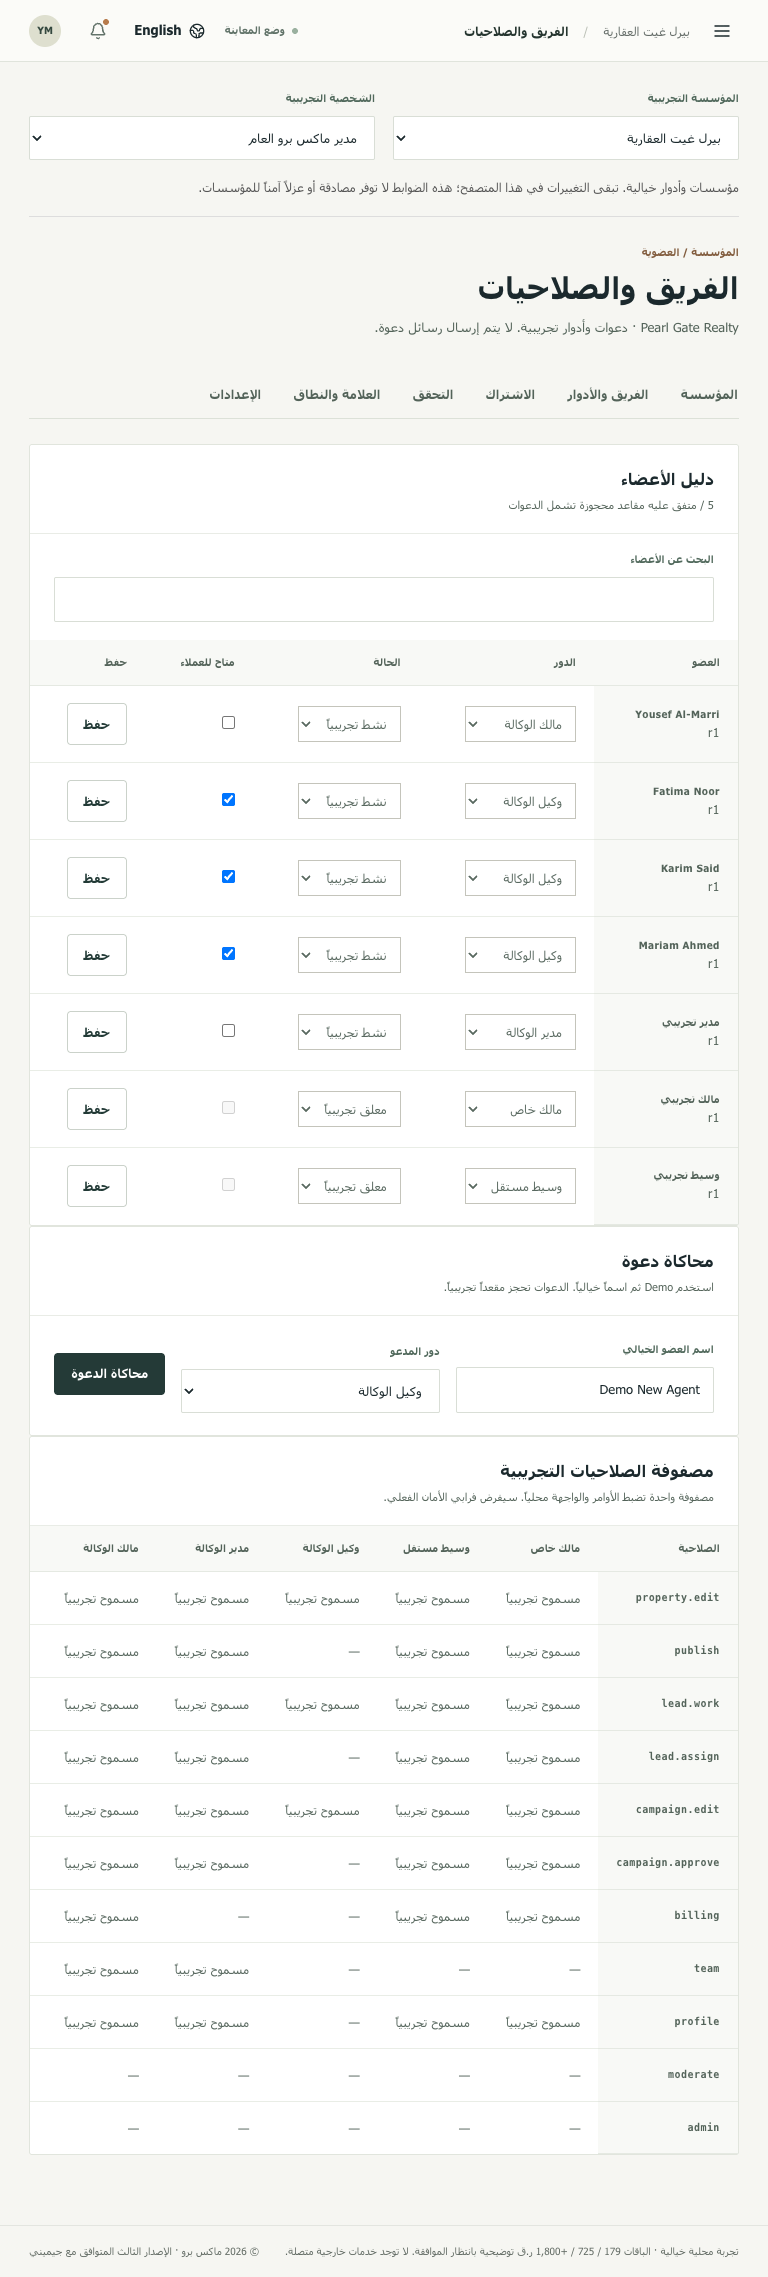 بيرل غيت العقارية / الفريق والصلاحيات
وضع المعاينة
English
YM
المؤسسة التجريبية
الشخصية التجريبية
بيرل غيت العقارية
مدير ماكس برو العام
مؤسسات وأدوار خيالية. تبقى التغييرات في هذا المتصفح؛ هذه الضوابط لا توفر مصادقة أو عزلاً آمناً للمؤسسات.
المؤسسة / العضوية
الفريق والصلاحيات
Pearl Gate Realty · دعوات وأدوار تجريبية. لا يتم إرسال رسائل دعوة.
المؤسسة الفريق والأدوار الاشتراك التحقق العلامة والنطاق الإعدادات
دليل الأعضاء
5 / متفق عليه مقاعد محجوزة تشمل الدعوات
البحث عن الأعضاء
العضو الدور الحالة متاح للعملاء حفظ
Yousef Al-Marri
r1
مالك الوكالة نشط تجريبياً حفظ
Fatima Noor
r1
وكيل الوكالة نشط تجريبياً حفظ
Karim Said
r1
وكيل الوكالة نشط تجريبياً حفظ
Mariam Ahmed
r1
وكيل الوكالة نشط تجريبياً حفظ
مدير تجريبي
r1
مدير الوكالة نشط تجريبياً حفظ
مالك تجريبي
r1
مالك خاص معلق تجريبياً حفظ
وسيط تجريبي
r1
وسيط مستقل معلق تجريبياً حفظ
محاكاة دعوة
استخدم Demo ثم اسماً خيالياً. الدعوات تحجز مقعداً تجريبياً.
اسم العضو الخيالي
دور المدعو
Demo New Agent
وكيل الوكالة
محاكاة الدعوة
مصفوفة الصلاحيات التجريبية
مصفوفة واحدة تضبط الأوامر والواجهة محلياً. سيفرض فرابي الأمان الفعلي.
الصلاحية مالك خاص وسيط مستقل وكيل الوكالة مدير الوكالة مالك الوكالة
property.edit مسموح تجريبياً مسموح تجريبياً مسموح تجريبياً مسموح تجريبياً مسموح تجريبياً
publish مسموح تجريبياً مسموح تجريبياً — مسموح تجريبياً مسموح تجريبياً
lead.work مسموح تجريبياً مسموح تجريبياً مسموح تجريبياً مسموح تجريبياً مسموح تجريبياً
lead.assign مسموح تجريبياً مسموح تجريبياً — مسموح تجريبياً مسموح تجريبياً
campaign.edit مسموح تجريبياً مسموح تجريبياً مسموح تجريبياً مسموح تجريبياً مسموح تجريبياً
campaign.approve مسموح تجريبياً مسموح تجريبياً — مسموح تجريبياً مسموح تجريبياً
billing مسموح تجريبياً مسموح تجريبياً — — مسموح تجريبياً
team — — — مسموح تجريبياً مسموح تجريبياً
profile مسموح تجريبياً مسموح تجريبياً — مسموح تجريبياً مسموح تجريبياً
moderate — — — — —
admin — — — — —
تجربة محلية خيالية · الباقات 179 / 725 / +1,800 ر.ق توضيحية بانتظار الموافقة. لا توجد خدمات خارجية متصلة.
© 2026 ماكس برو · الإصدار الثالث المتوافق مع جيميني